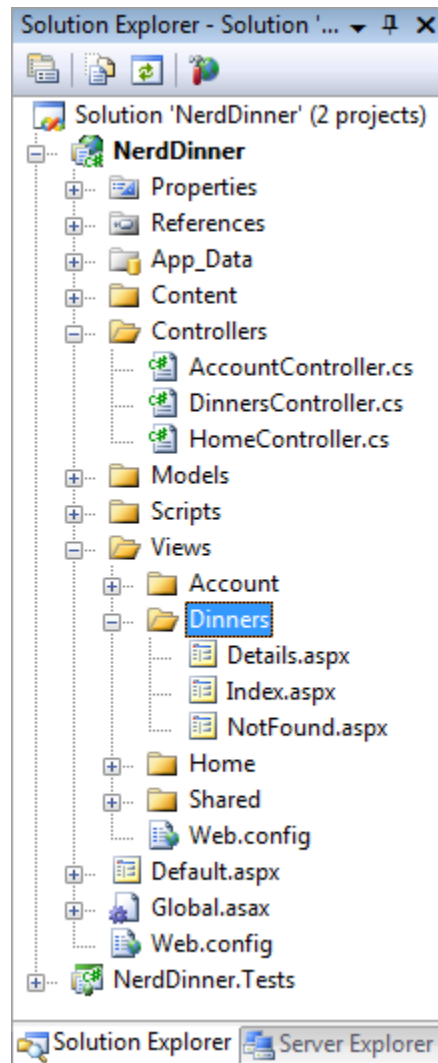 Solution Explorer - Solution '...
Solution 'NerdDinner' (2 projects)
NerdDinner
Properties
References
App_Data
Content
Controllers
AccountController.cs
DinnersController.cs
HomeController.cs
Models
Scripts
Views
Account
Dinners
Details.aspx
Index.aspx
NotFound.aspx
Home
Shared
Web.config
Default.aspx
Global.asax
Web.config
NerdDinner.Tests
Solution Explorer Server Explorer